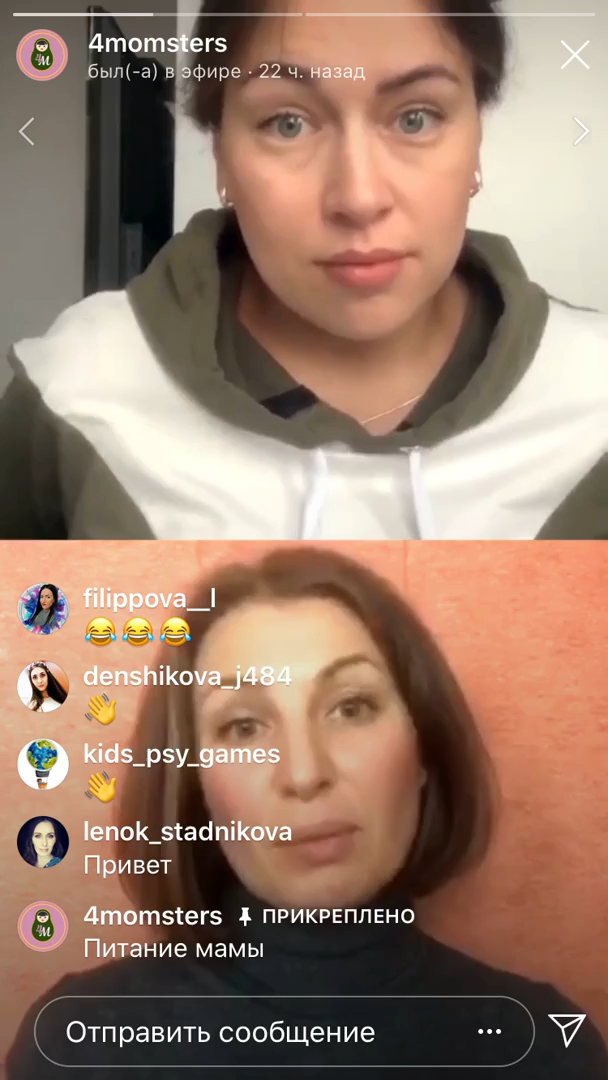 4momsters
был(-а) в эфире · 22 ч. назад
filippova__l
😂😂😂
denshikova_j484
👋
kids_psy_games
👋
lenok_stadnikova
Привет
4momsters ПРИКРЕПЛЕНО
Питание мамы
Отправить сообщение